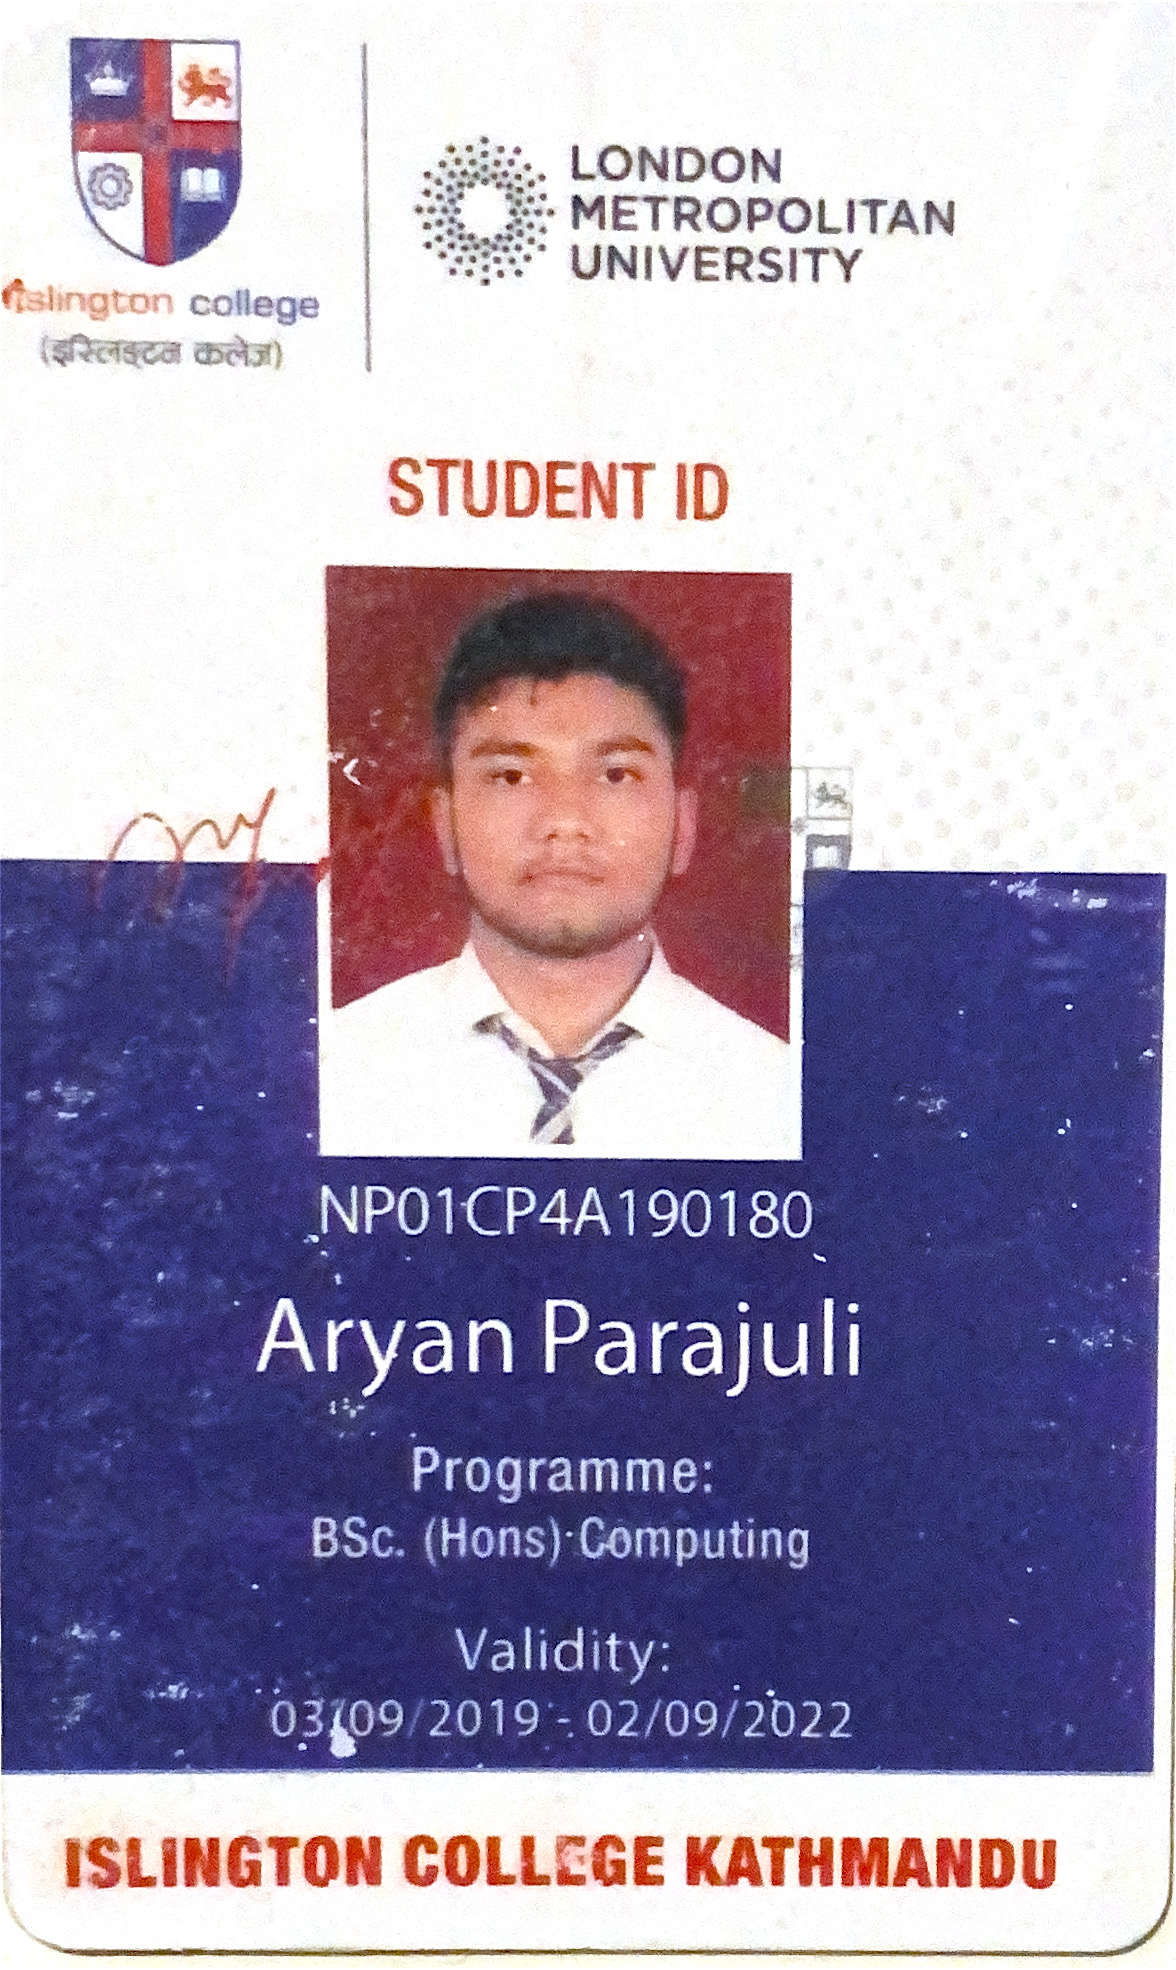 islington college
(इस्लिङ्टन कलेज)
LONDON
METROPOLITAN
UNIVERSITY
STUDENT ID
NP01CP4A190180
Aryan Parajuli
Programme:
BSc. (Hons) Computing
Validity:
03/09/2019 - 02/09/2022
ISLINGTON COLLEGE KATHMANDU